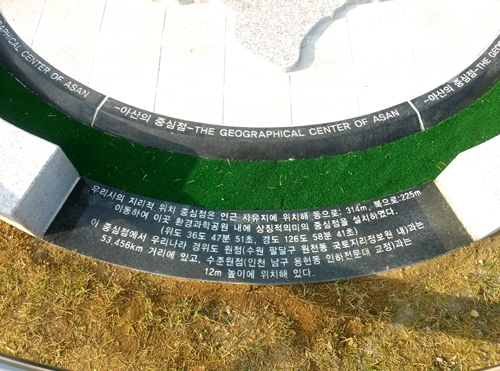 GRAPHICAL CENTER OF ASAN
-아산의 중심점-THE GEOGRAPHICAL CENTER OF ASAN
-아산의 중심점-THE GEOG
우리시의 지리적 위치 중심점은 인근 사유지에 위치해 동으로: 314m, 북으로:225m
이동하여 이곳 환경과학공원 내에 상징적의미의 중심점을 설치하였다.
(위도 36도 47분 51초, 경도 126도 58분 41초)
이 중심점에서 우리나라 경위도 원점(수원 팔달구 원천동 국토지리정보원 내)과는
53.456km 거리에 있고, 수준원점(인천 남구 용현동 인하전문대 교정)과는
12m 높이에 위치해 있다.